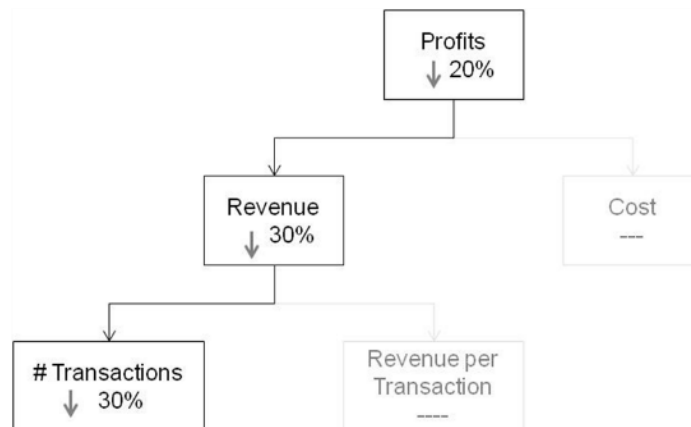 Profits
↓ 20%
Revenue
↓ 30%
Cost
---
# Transactions
↓ 30%
Revenue per
Transaction
----